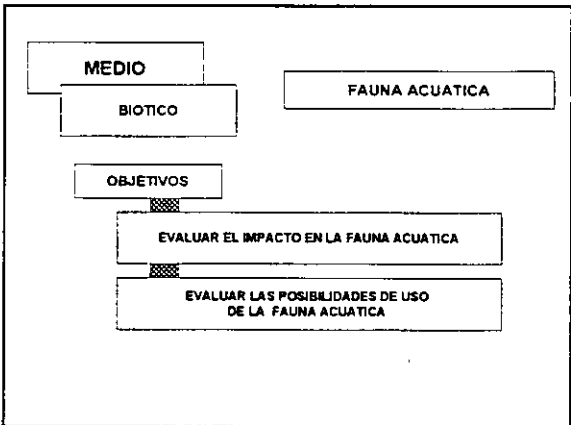 MEDIO
BIOTICO
FAUNA ACUATICA
OBJETIVOS
EVALUAR EL IMPACTO EN LA FAUNA ACUATICA
EVALUAR LAS POSIBILIDADES DE USO
DE LA FAUNA ACUATICA